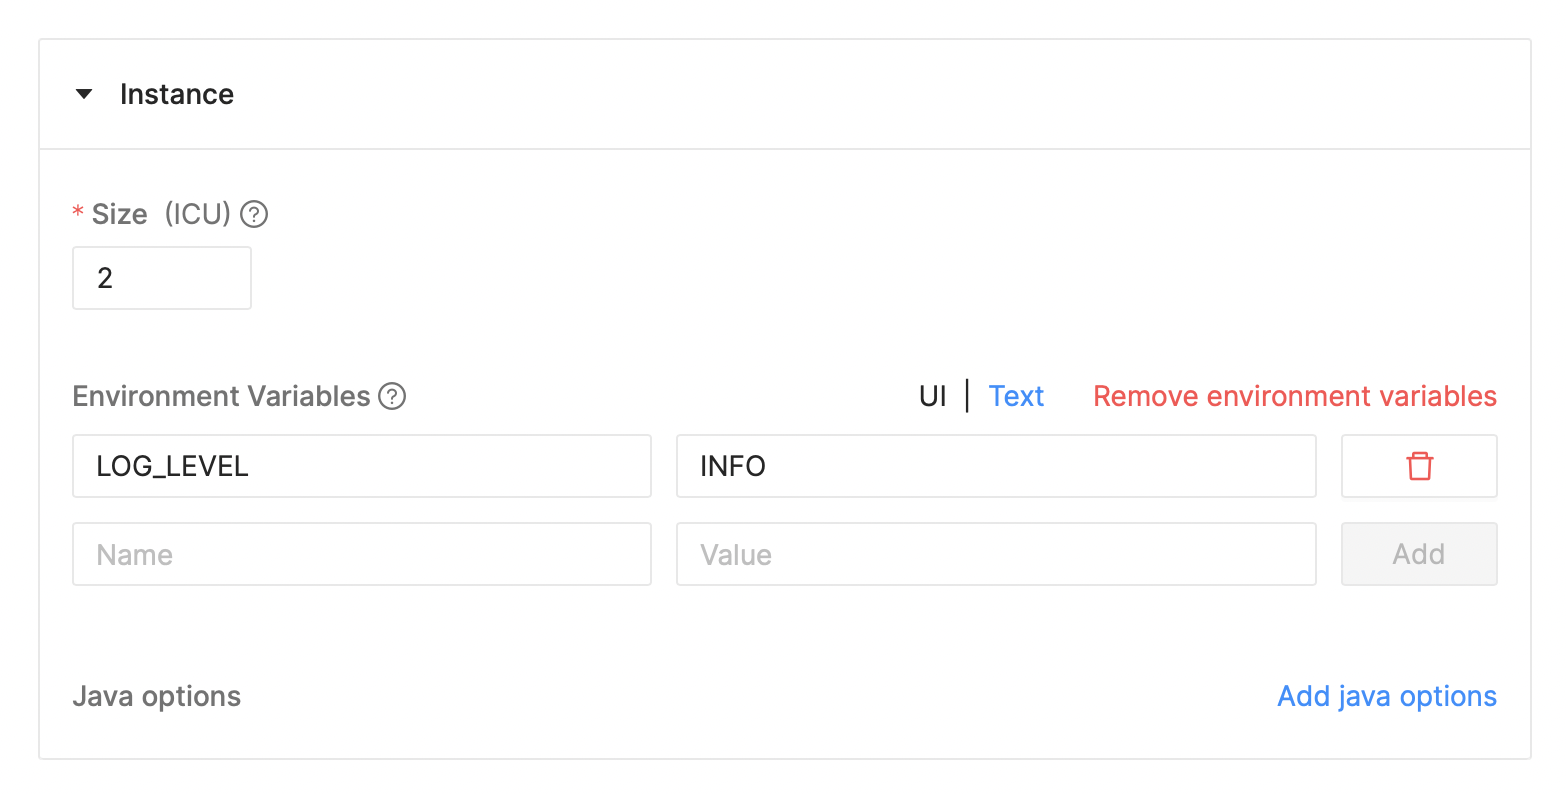 Instance
* Size (ICU) ?
2
Environment Variables ? UI | Text Remove environment variables
LOG_LEVEL INFO
Name Value Add
Java options Add java options